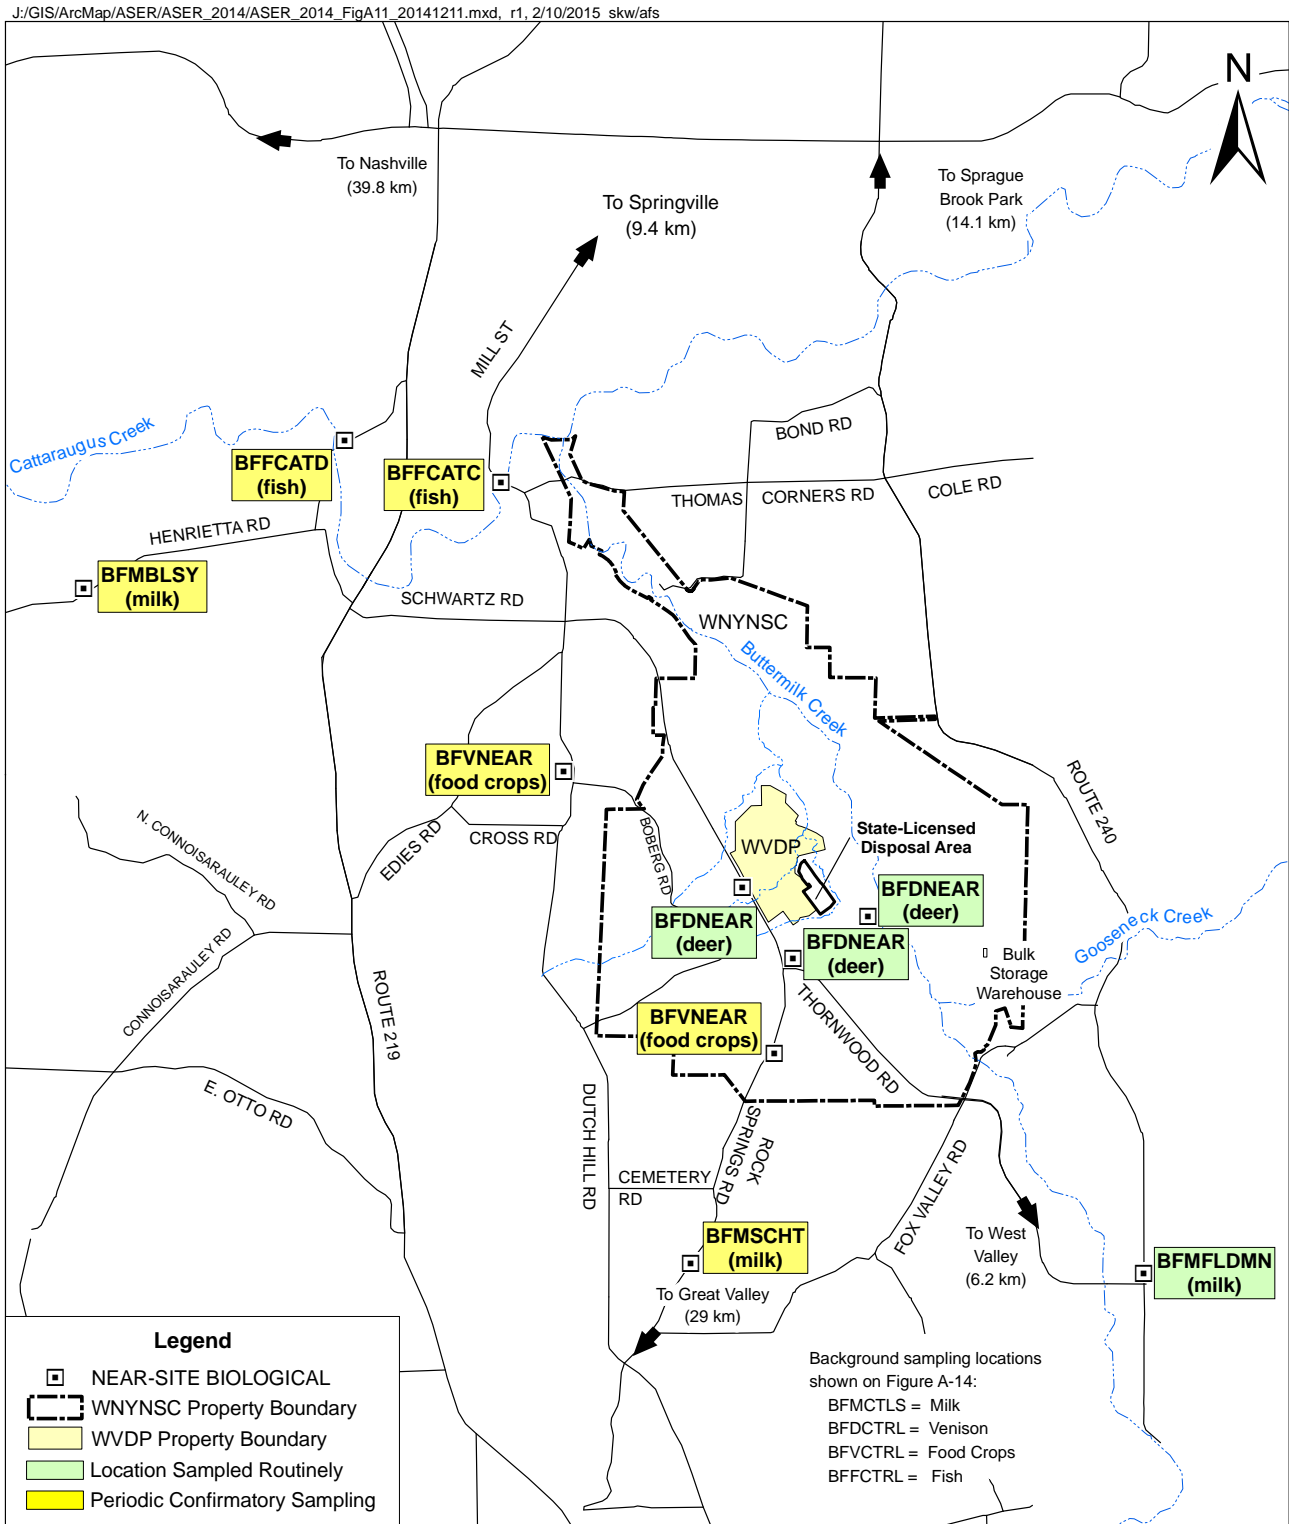 J:/GIS/ArcMap/ASER/ASER_2014/ASER_2014_FigA11_20141211.mxd, r1, 2/10/2015 skw/afs
N
To Nashville
(39.8 km)
To Springville
(9.4 km)
To Sprague
Brook Park
(14.1 km)
MILL ST
Cattaraugus Creek
BOND RD
BFFCATD
(fish)
BFFCATC
(fish)
THOMAS CORNERS RD
COLE RD
HENRIETTA RD
BFMBLSY
(milk)
SCHWARTZ RD
WNYNSC
Buttermilk Creek
BFVNEAR
(food crops)
ROUTE 240
N. CONNOISARAULEY RD
EDIES RD
CROSS RD
BOBERG RD
WVDP
State-Licensed
Disposal Area
BFDNEAR
(deer)
BFDNEAR
(deer)
BFDNEAR
(deer)
Gooseneck Creek
CONNOISARAULEY RD
Bulk
Storage
Warehouse
ROUTE 219
BFVNEAR
(food crops)
THORNWOOD RD
E. OTTO RD
DUTCH HILL RD
ROCK
SPRINGS RD
CEMETERY
RD
FOX VALLEY RD
BFMSCHT
(milk)
To West
Valley
(6.2 km)
BFMFLDMN
(milk)
To Great Valley
(29 km)
Legend
NEAR-SITE BIOLOGICAL
WNYNSC Property Boundary
WVDP Property Boundary
Location Sampled Routinely
Periodic Confirmatory Sampling
Background sampling locations
shown on Figure A-14:
BFMCTLS = Milk
BFDCTRL = Venison
BFVCTRL = Food Crops
BFFCTRL = Fish